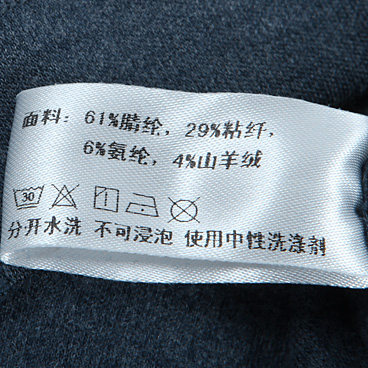 面料：61%腈纶，29%粘纤，
6%氨纶，4%山羊绒
30
分开水洗 不可浸泡 使用中性洗涤剂